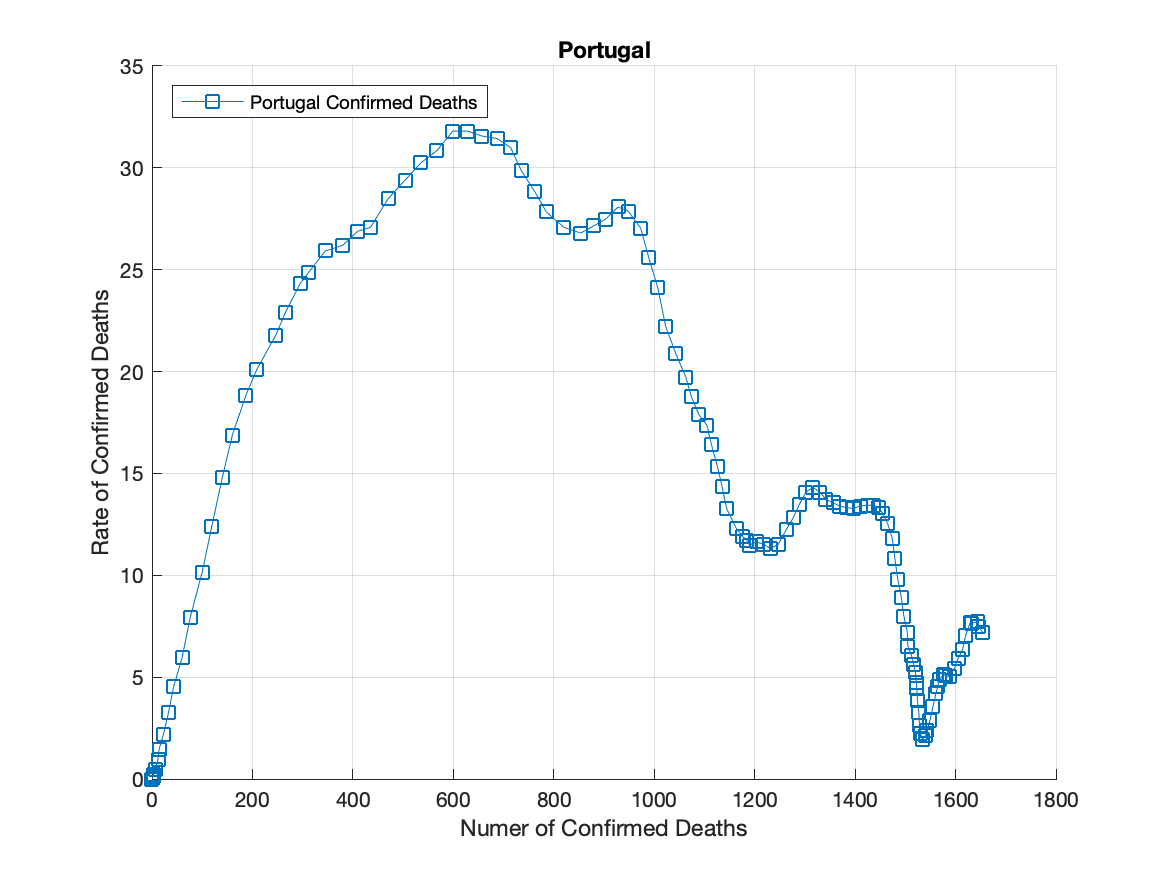 Portugal
Portugal Confirmed Deaths
35
30
25
20
15
10
5
0
Rate of Confirmed Deaths
0 200 400 600 800 1000 1200 1400 1600 1800
Numer of Confirmed Deaths